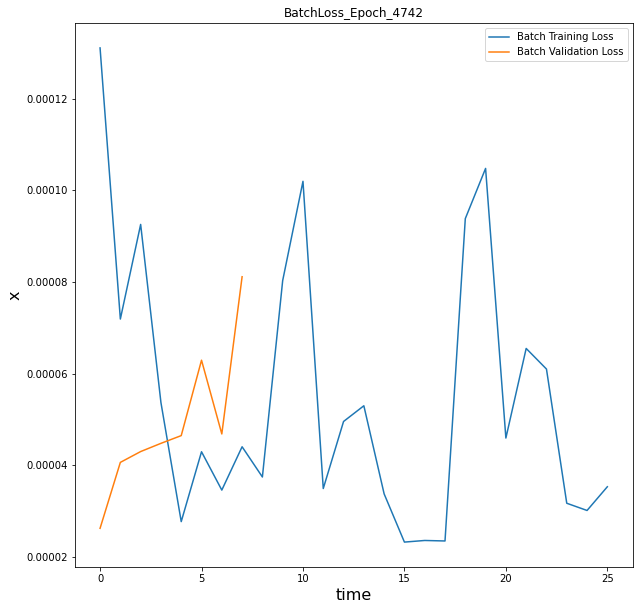 BatchLoss_Epoch_4742
Batch Training Loss
Batch Validation Loss
0.00012
0.00010
0.00008
0.00006
0.00004
0.00002
x
0 5 10 15 20 25
time